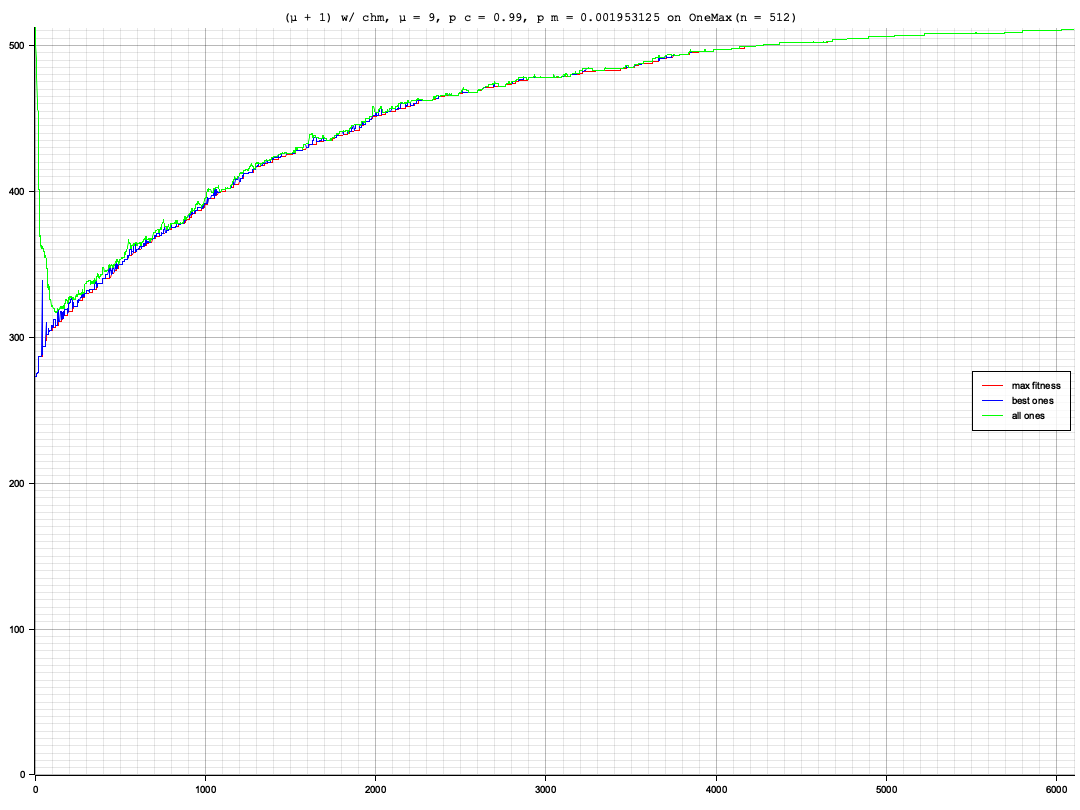 (μ + 1) w/ chm, μ = 9, p c = 0.99, p m = 0.001953125 on OneMax(n = 512)
500
400
300
200
100
0
max fitness
best ones
all ones
0 1000 2000 3000 4000 5000 6000